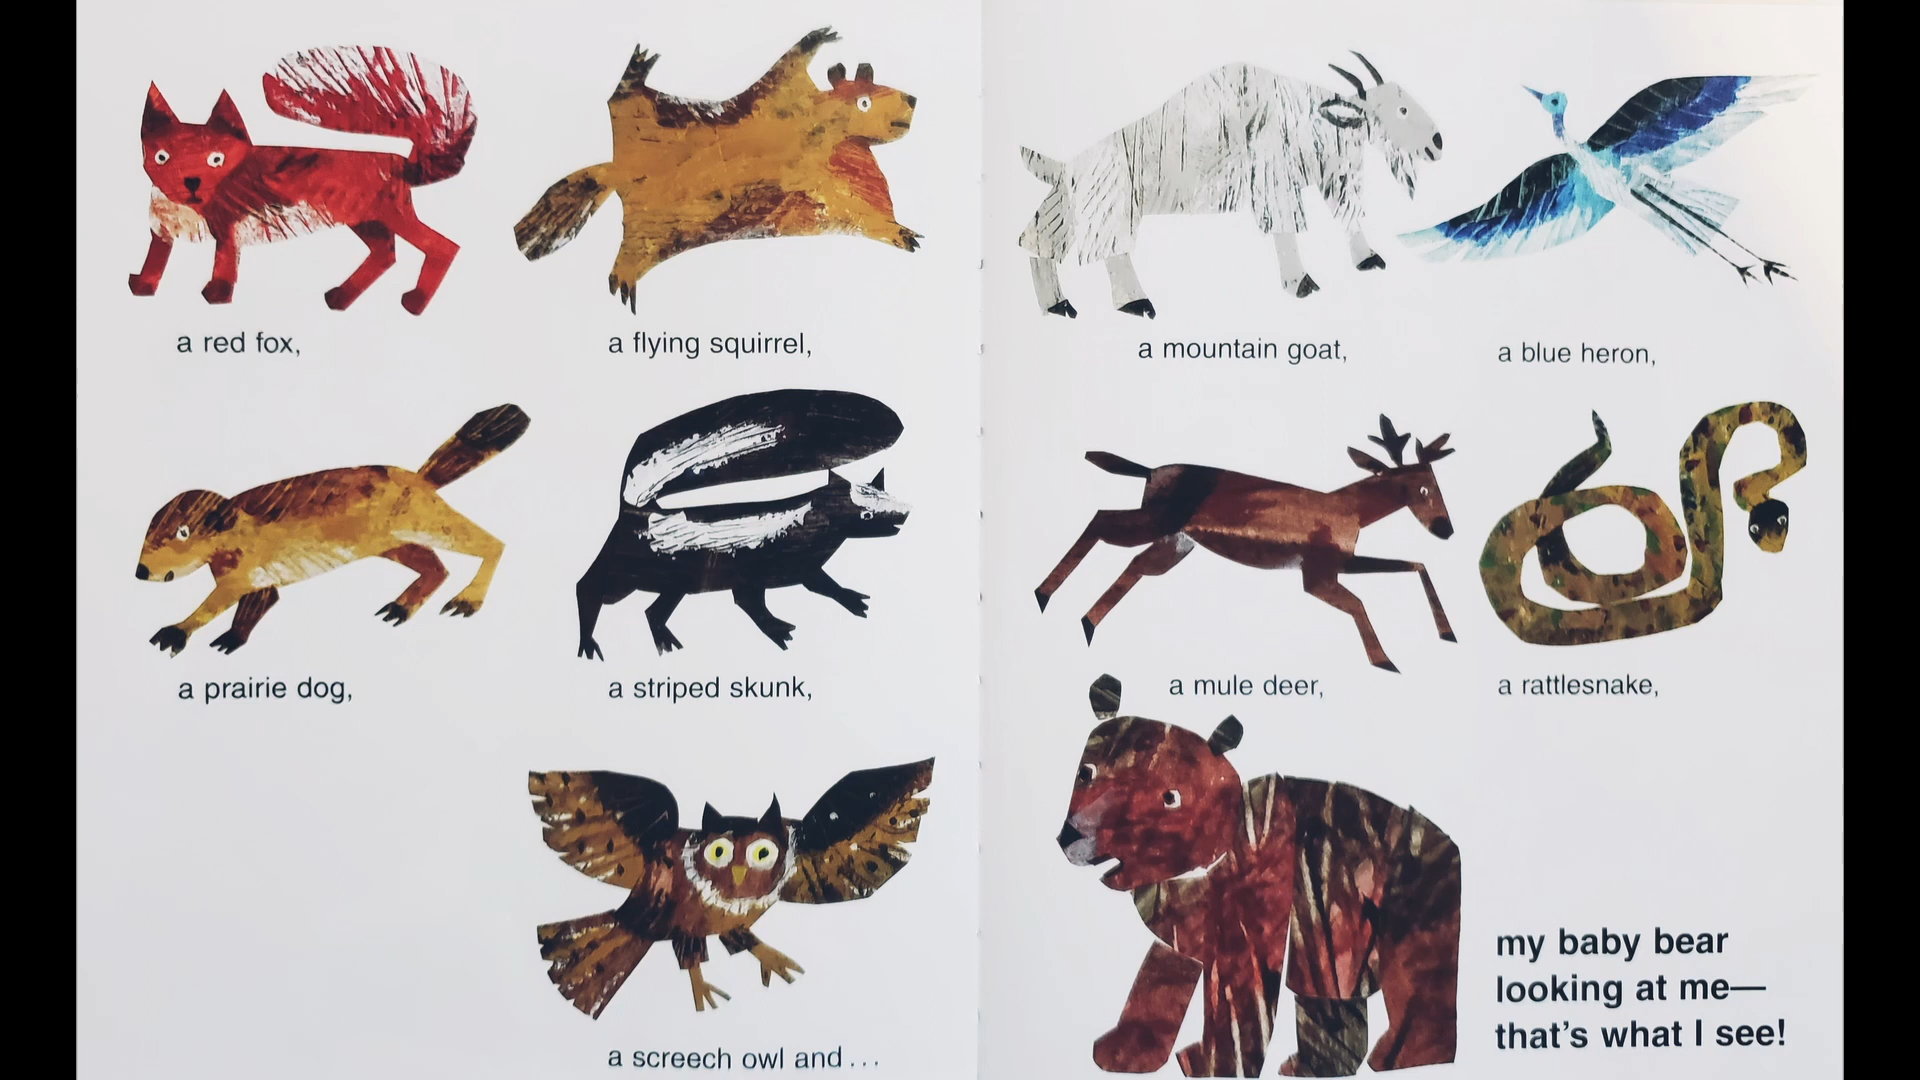 a red fox,
a flying squirrel,
a prairie dog,
a striped skunk,
a screech owl and ...
a mountain goat,
a blue heron,
a mule deer,
a rattlesnake,
my baby bear
looking at me—
that's what I see!